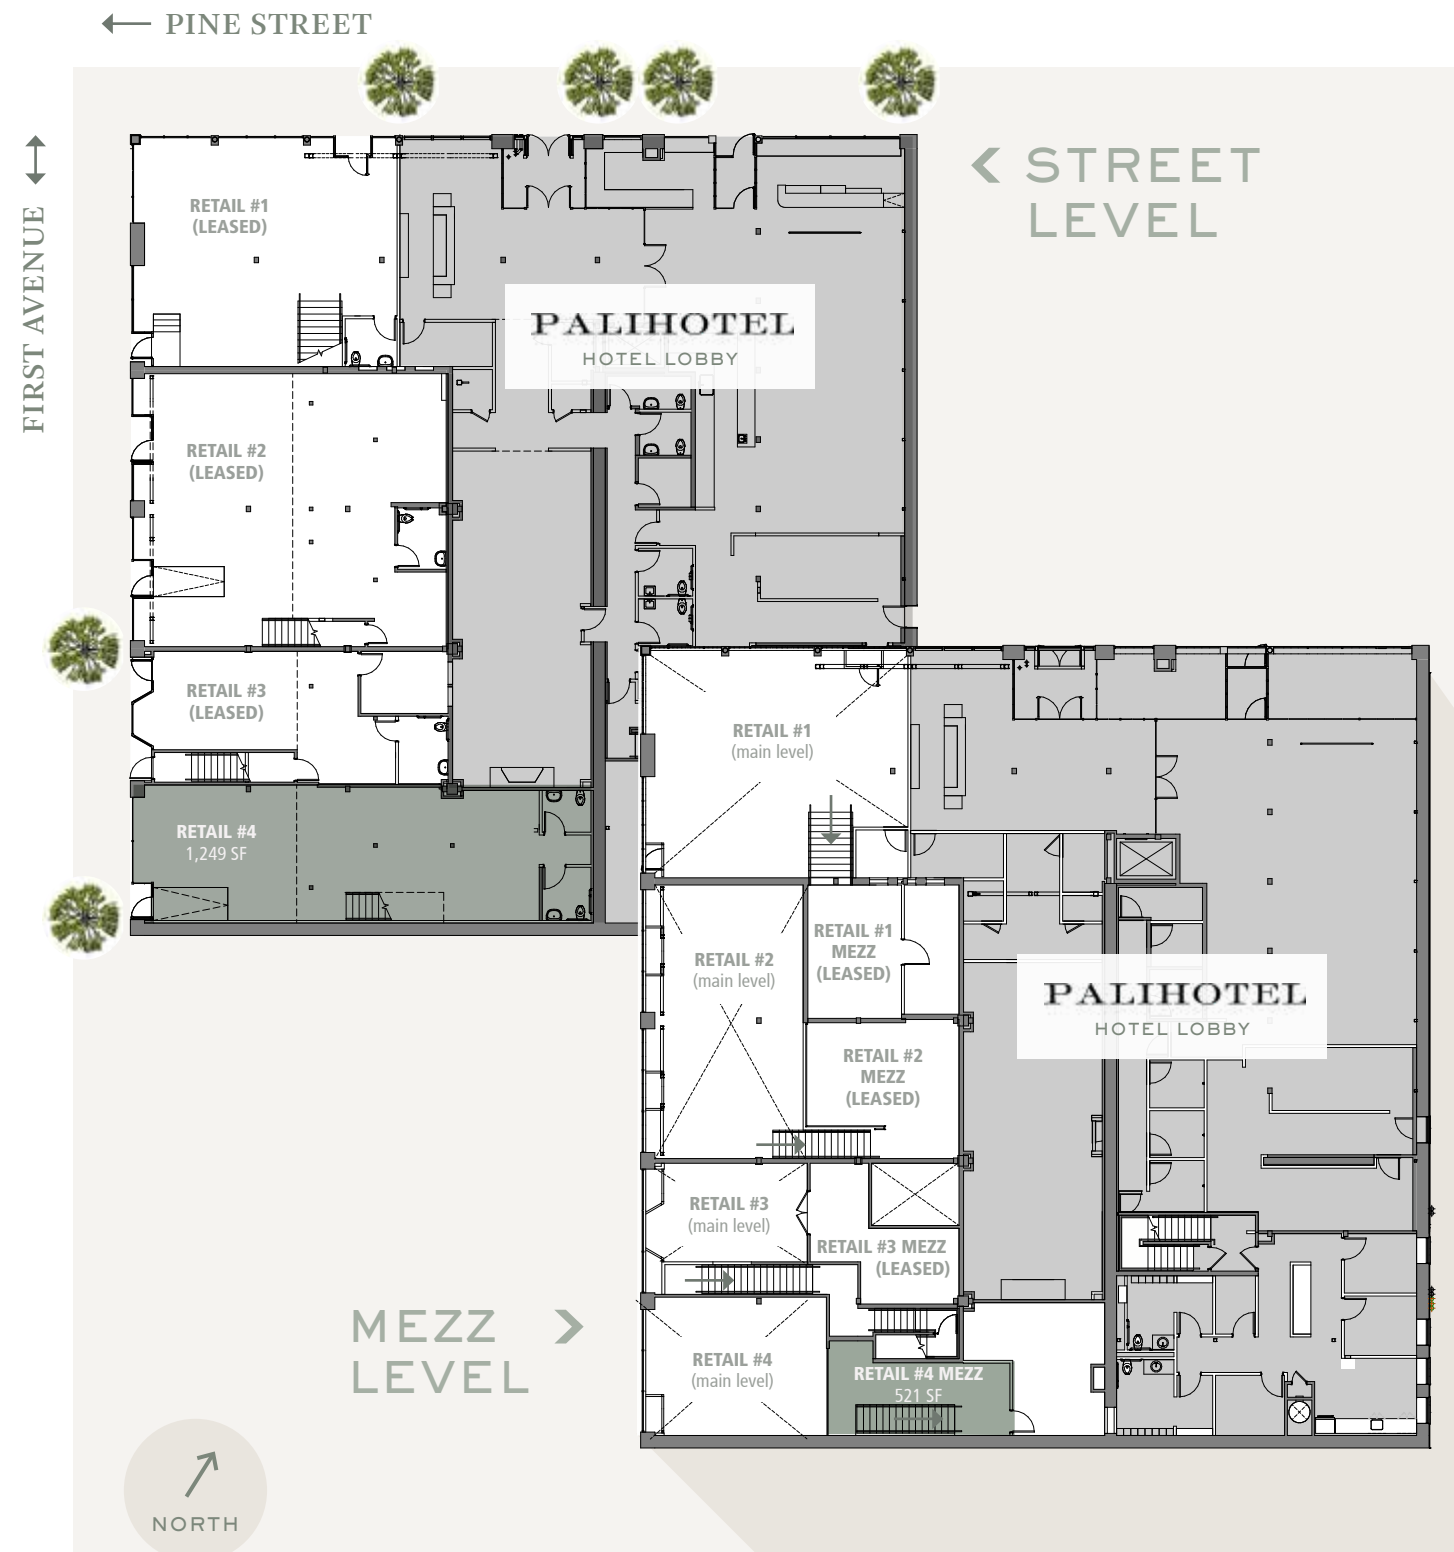 PINE STREET
FIRST AVENUE
STREET
LEVEL
RETAIL #1
(LEASED)
PALIHOTEL
HOTEL LOBBY
RETAIL #2
(LEASED)
RETAIL #3
(LEASED)
RETAIL #4
1,249 SF
RETAIL #1
(main level)
RETAIL #1
MEZZ
(LEASED)
RETAIL #2
(main level)
PALIHOTEL
HOTEL LOBBY
RETAIL #2
MEZZ
(LEASED)
RETAIL #3
(main level)
RETAIL #3 MEZZ
(LEASED)
MEZZ
LEVEL
RETAIL #4
(main level)
RETAIL #4 MEZZ
521 SF
NORTH